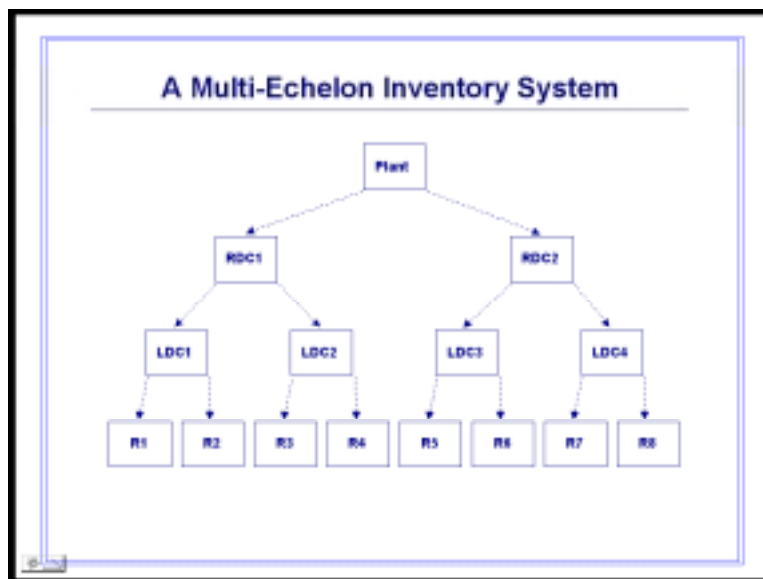 A Multi-Echelon Inventory System
Plant
RDC1 RDC2
LDC1 LDC2 LDC3 LDC4
R1 R2 R3 R4 R5 R6 R7 R8